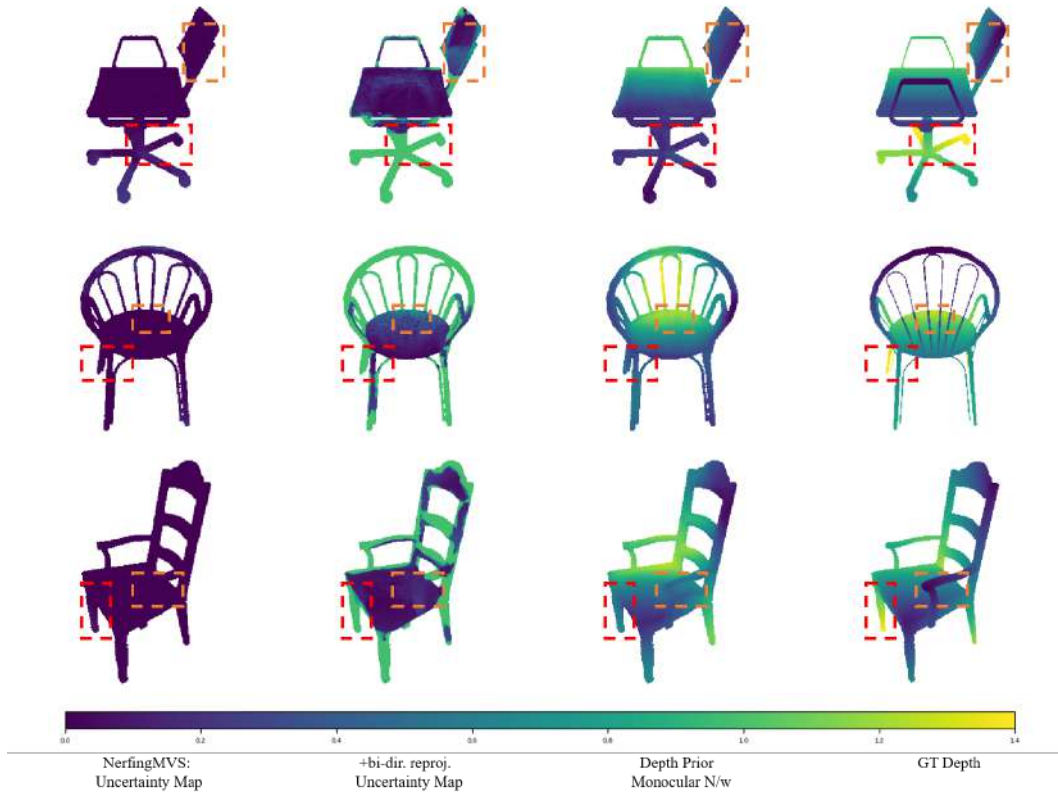 0.0 0.2 0.4 0.6 0.8 1.0 1.2 1.4
NerfingMVS: +bi-dir. reproj. Depth Prior GT Depth
Uncertainty Map Uncertainty Map Monocular N/w